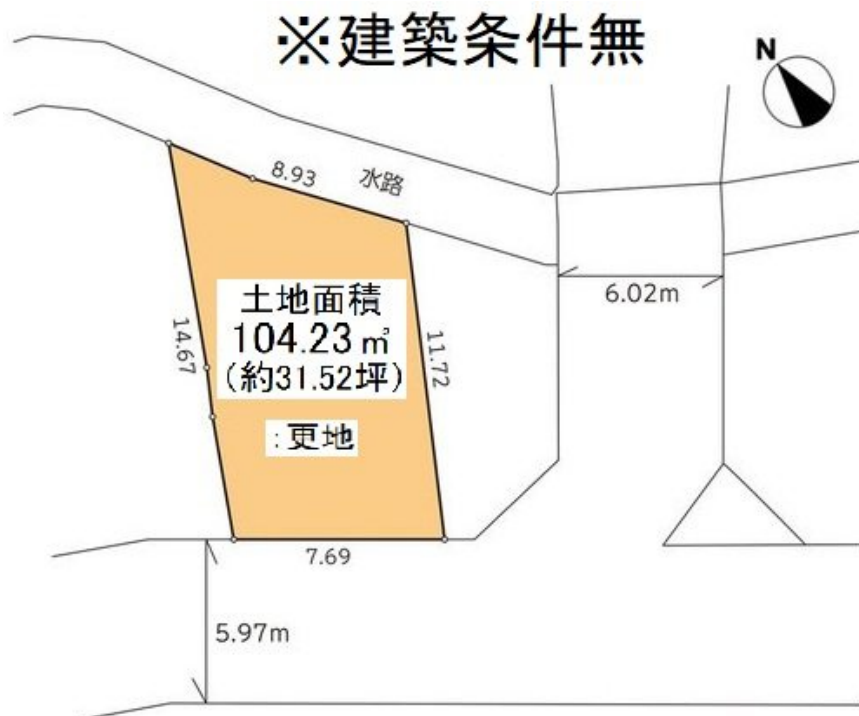 ※建築条件無
N
8.93
水路
6.02m
土地面積
104.23㎡
(約31.52坪)
14.67
11.72
:更地
7.69
5.97m